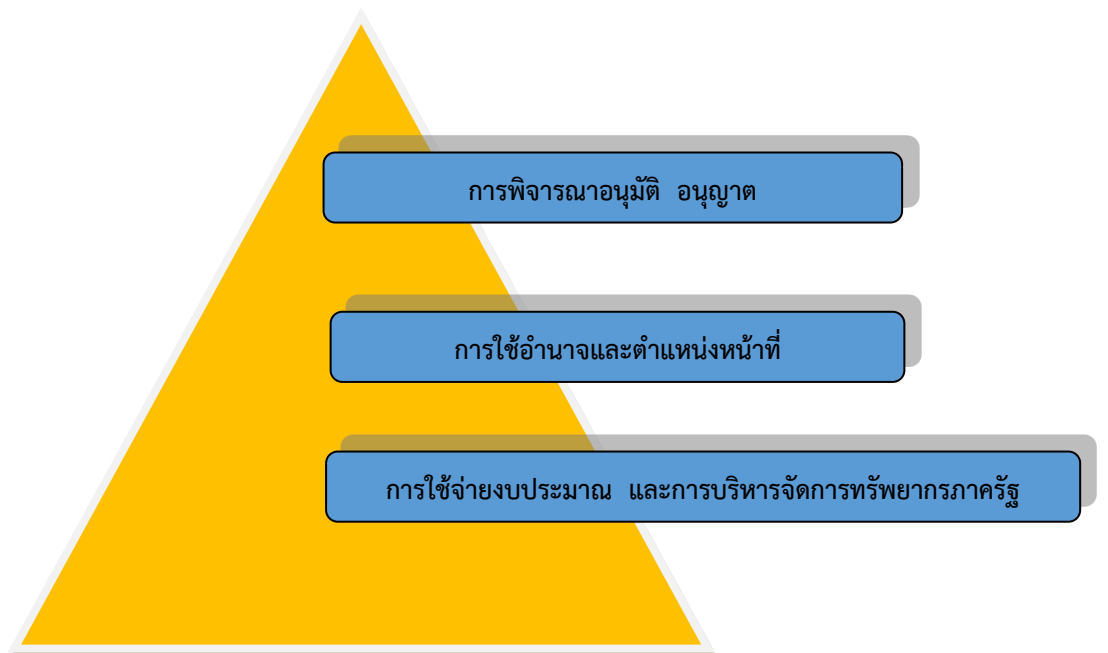 การพิจารณาอนุมัติ อนุญาต
การใช้อำนาจและตำแหน่งหน้าที่
การใช้จ่ายงบประมาณ และการบริหารจัดการทรัพยากรภาครัฐ